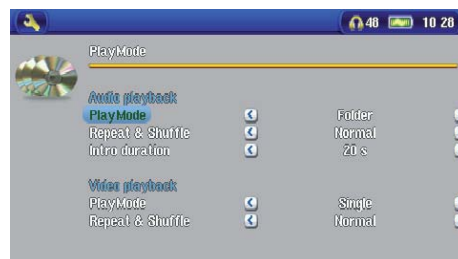 48 10 28
PlayMode
Audio playback
PlayMode Folder
Repeat & Shuffle Normal
Intro duration 20 s
Video playback
PlayMode Single
Repeat & Shuffle Normal